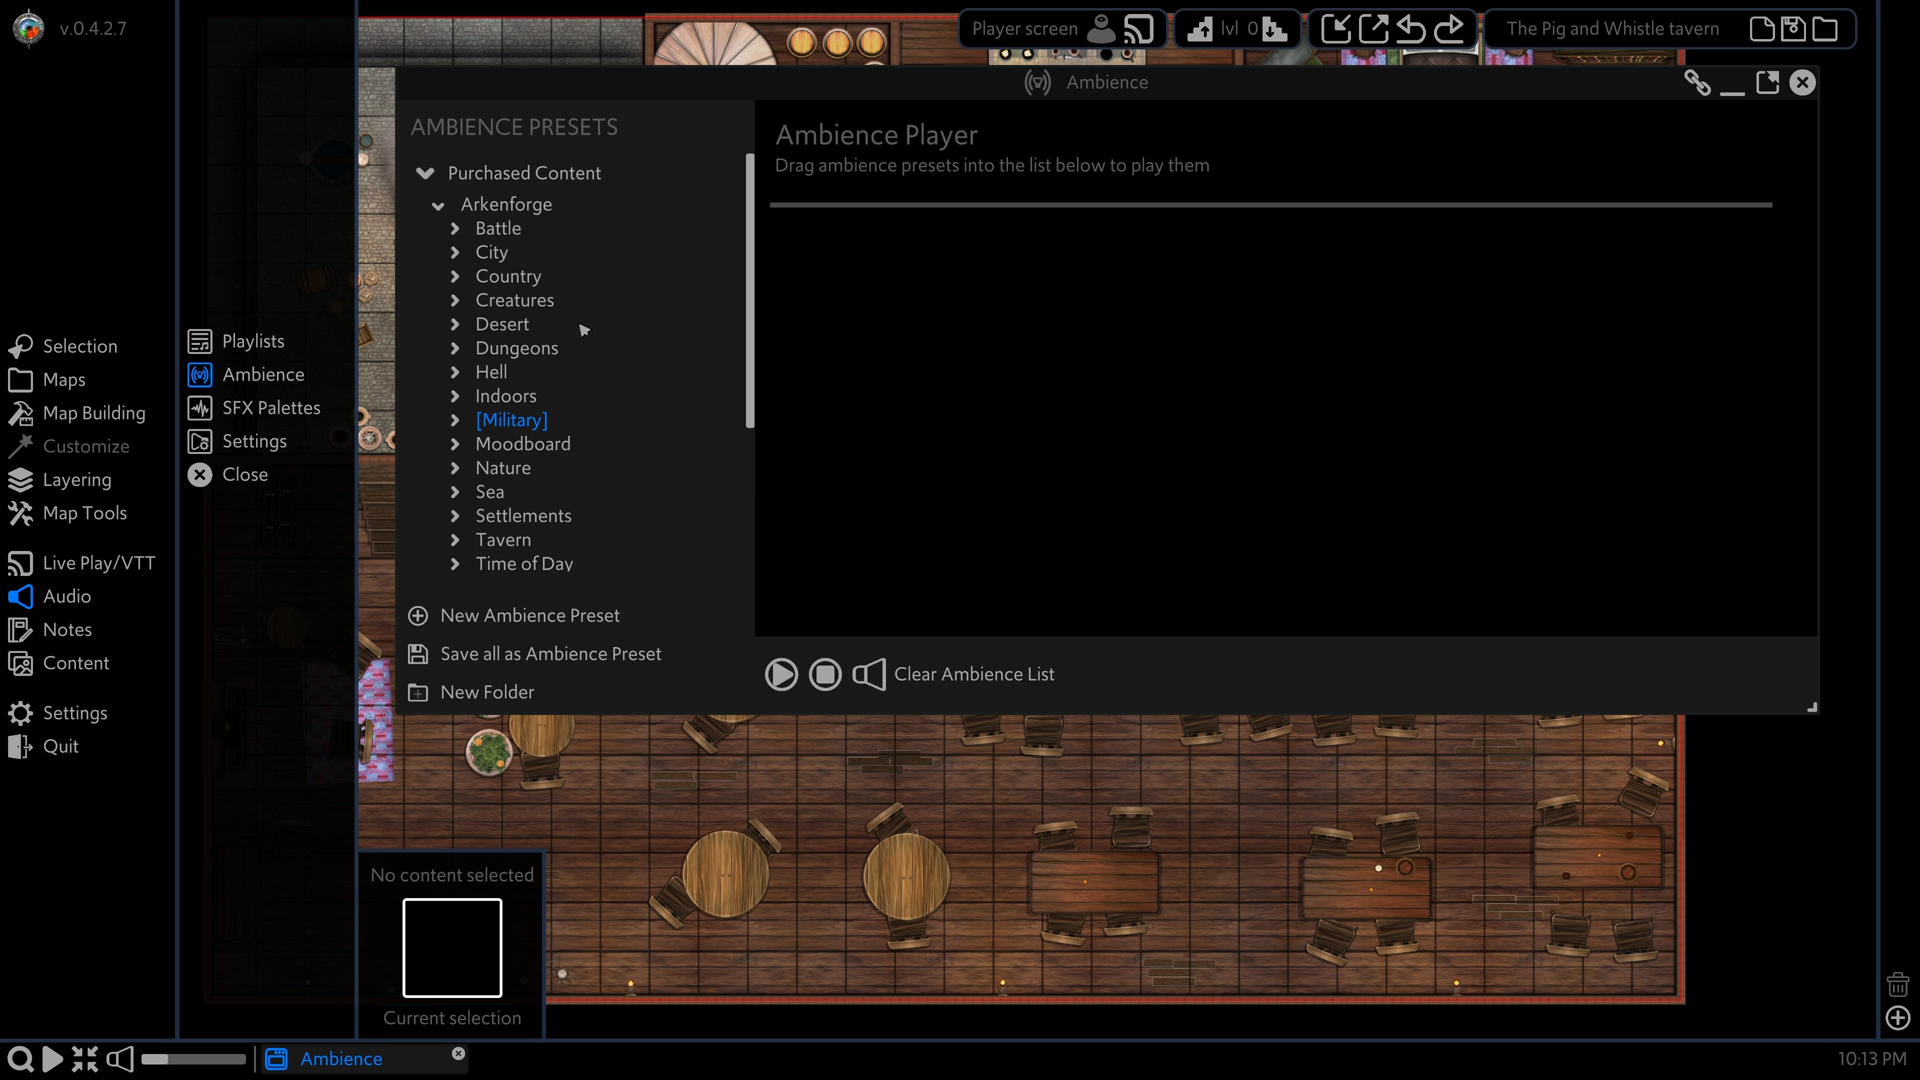 v.0.4.2.7
Player screen
lvl 0
The Pig and Whistle tavern
Ambience
AMBIENCE PRESETS
Purchased Content
Arkenforge
Battle
City
Country
Creatures
Desert
Dungeons
Hell
Indoors
[Military]
Moodboard
Nature
Sea
Settlements
Tavern
Time of Day
New Ambience Preset
Save all as Ambience Preset
New Folder
Ambience Player
Drag ambience presets into the list below to play them
Clear Ambience List
Selection
Maps
Map Building
Customize
Layering
Map Tools
Live Play/VTT
Audio
Notes
Content
Settings
Quit
Playlists
Ambience
SFX Palettes
Settings
Close
No content selected
Current selection
Ambience
10:13 PM